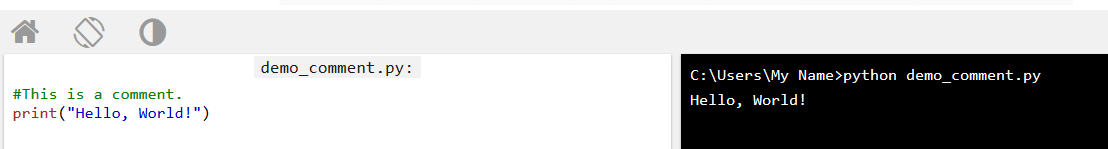 demo_comment.py:
#This is a comment.
print("Hello, World!")
C:\Users\My Name>python demo_comment.py
Hello, World!